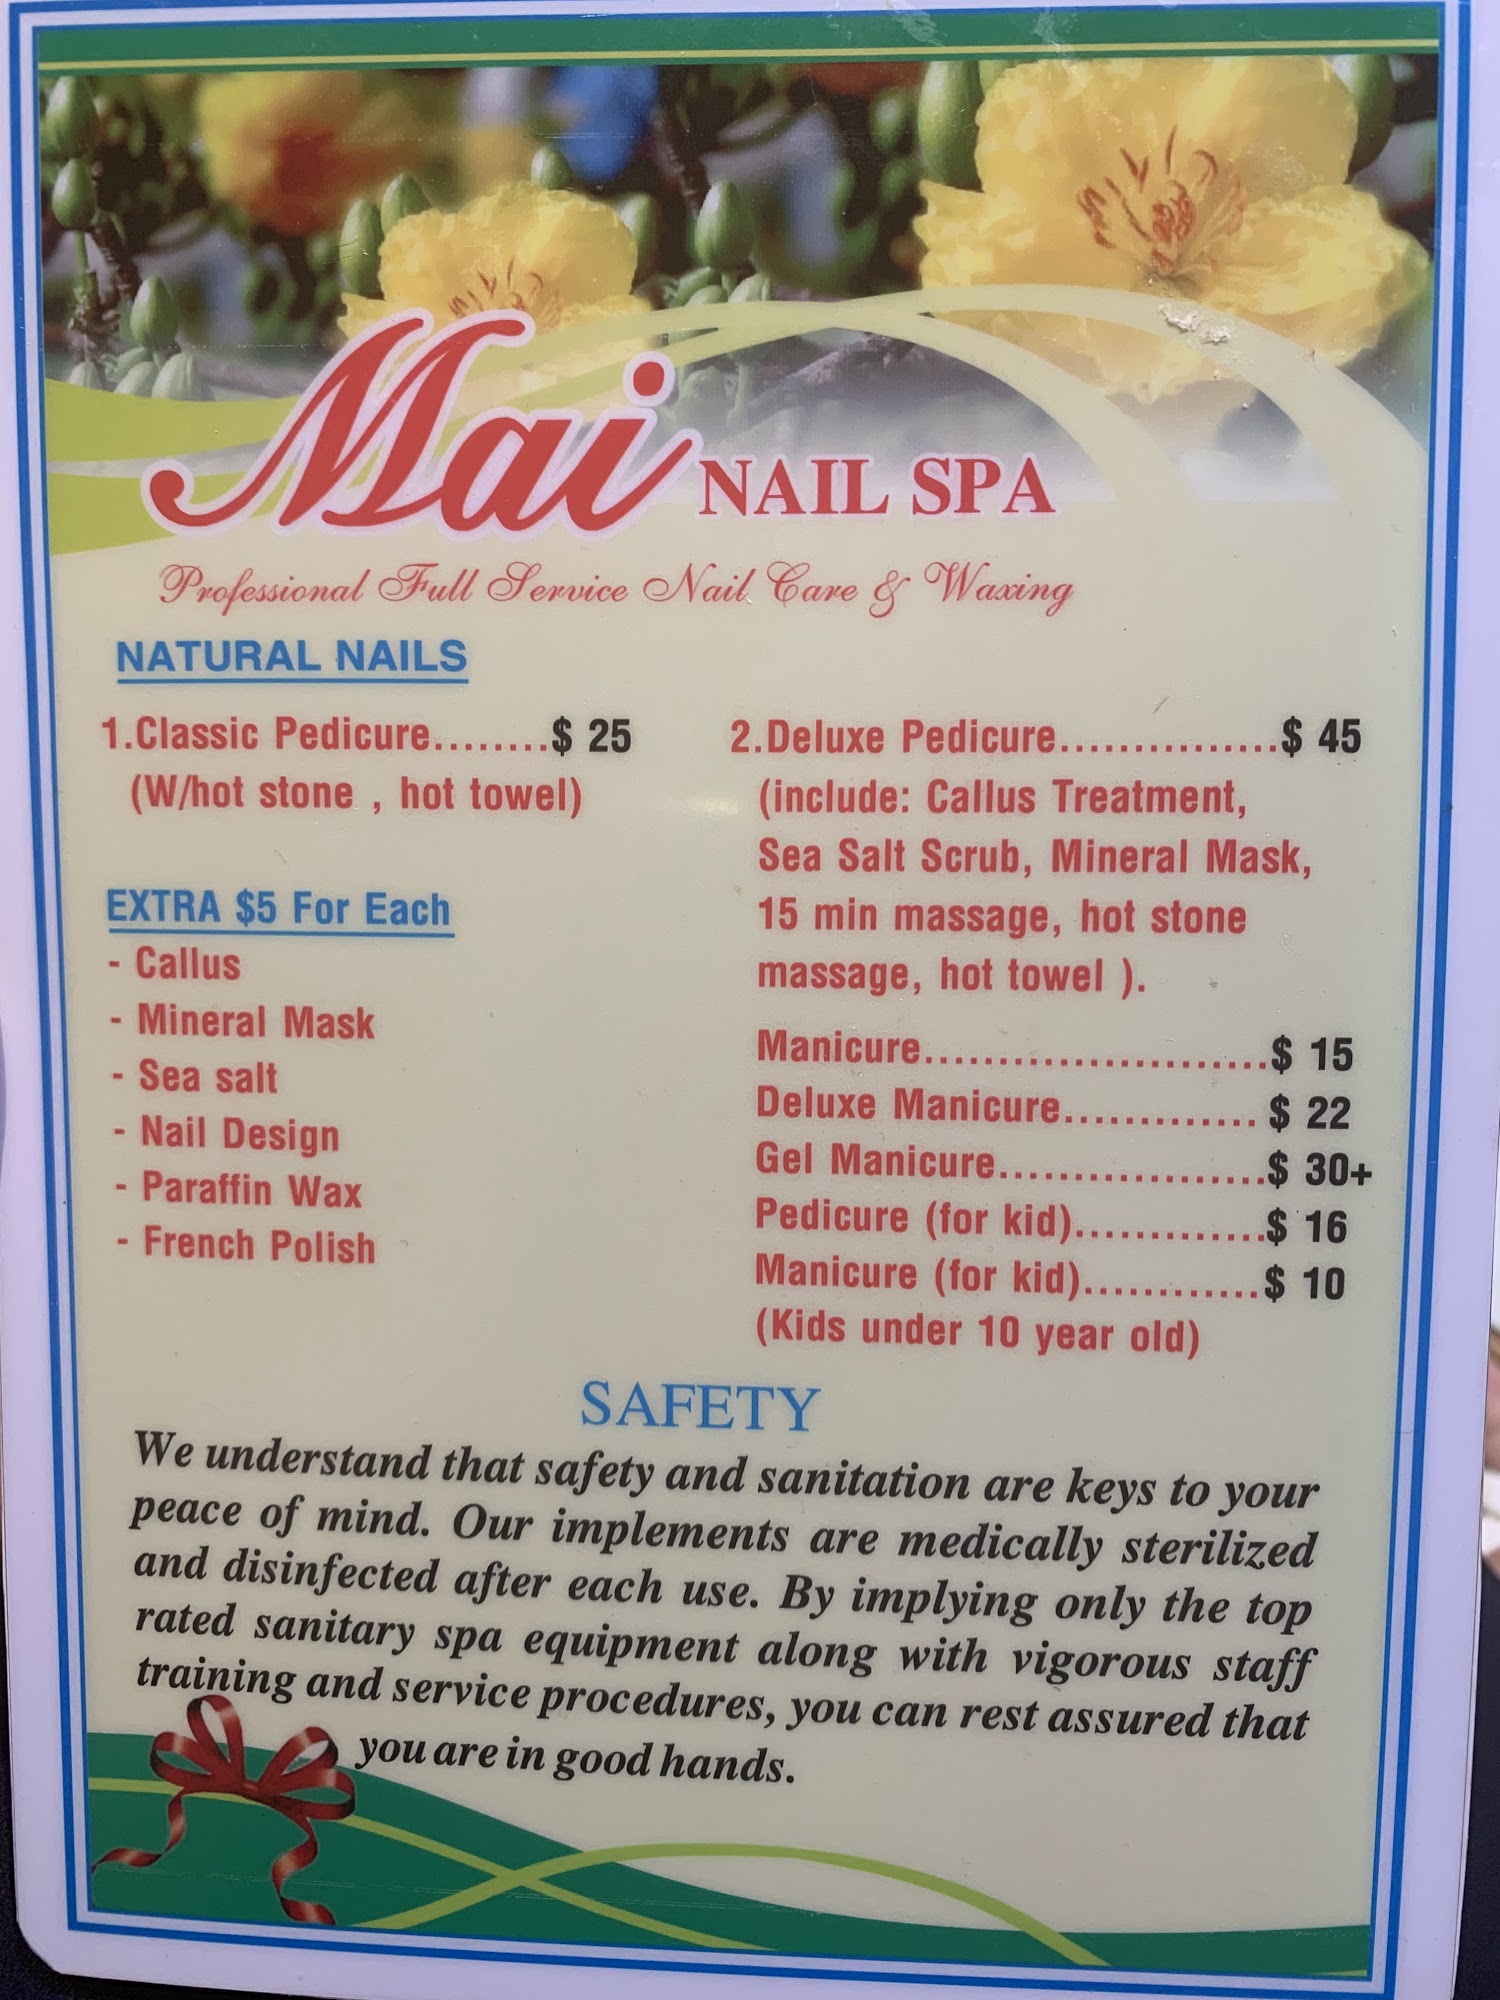 Mai NAIL SPA
Professional Full Service Nail Care & Waxing
NATURAL NAILS
1.Classic Pedicure........$ 25
(W/hot stone , hot towel)
EXTRA $5 For Each
- Callus
- Mineral Mask
- Sea salt
- Nail Design
- Paraffin Wax
- French Polish
2.Deluxe Pedicure...............$ 45
(include: Callus Treatment,
Sea Salt Scrub, Mineral Mask,
15 min massage, hot stone
massage, hot towel ).
Manicure.......................$ 15
Deluxe Manicure............. $ 22
Gel Manicure..................$ 30+
Pedicure (for kid).............$ 16
Manicure (for kid)............$ 10
(Kids under 10 year old)
SAFETY
We understand that safety and sanitation are keys to your
peace of mind. Our implements are medically sterilized
and disinfected after each use. By implying only the top
rated sanitary spa equipment along with vigorous staff
training and service procedures, you can rest assured that
you are in good hands.